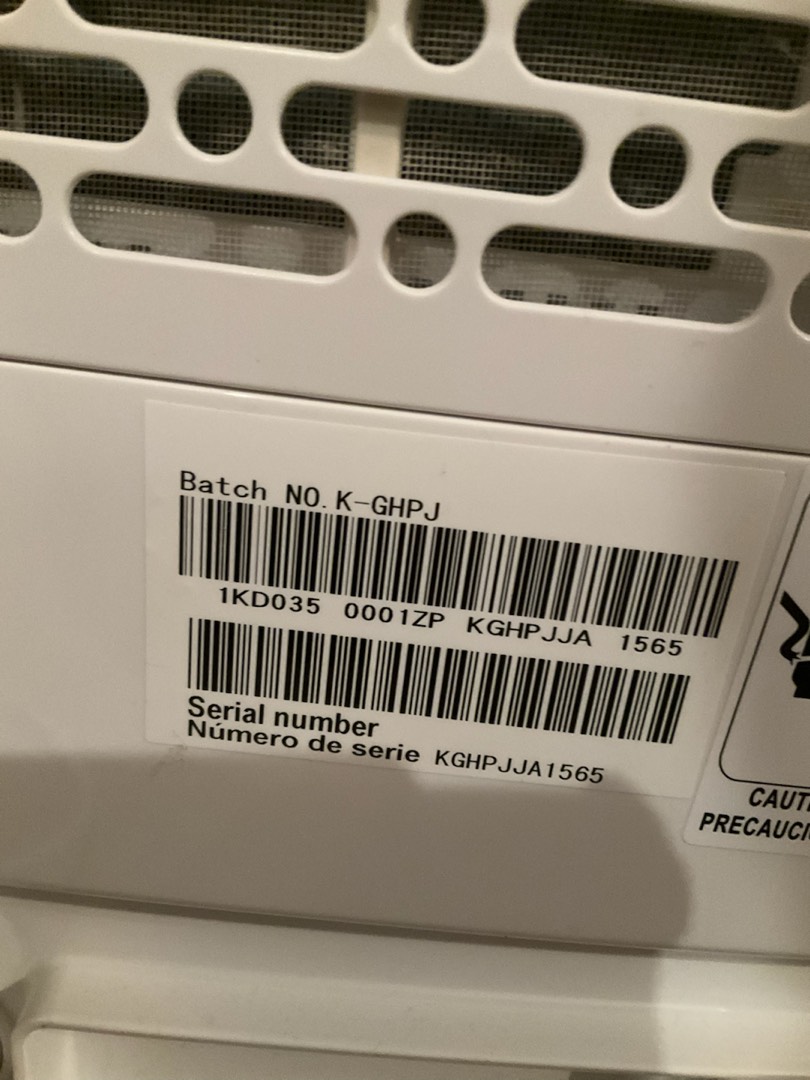 Batch NO. K-GHPJ
1KD035 0001ZP KGHPJJA 1565
Serial number
Número de serie KGHPJJA1565
CAUT
PRECAUCI